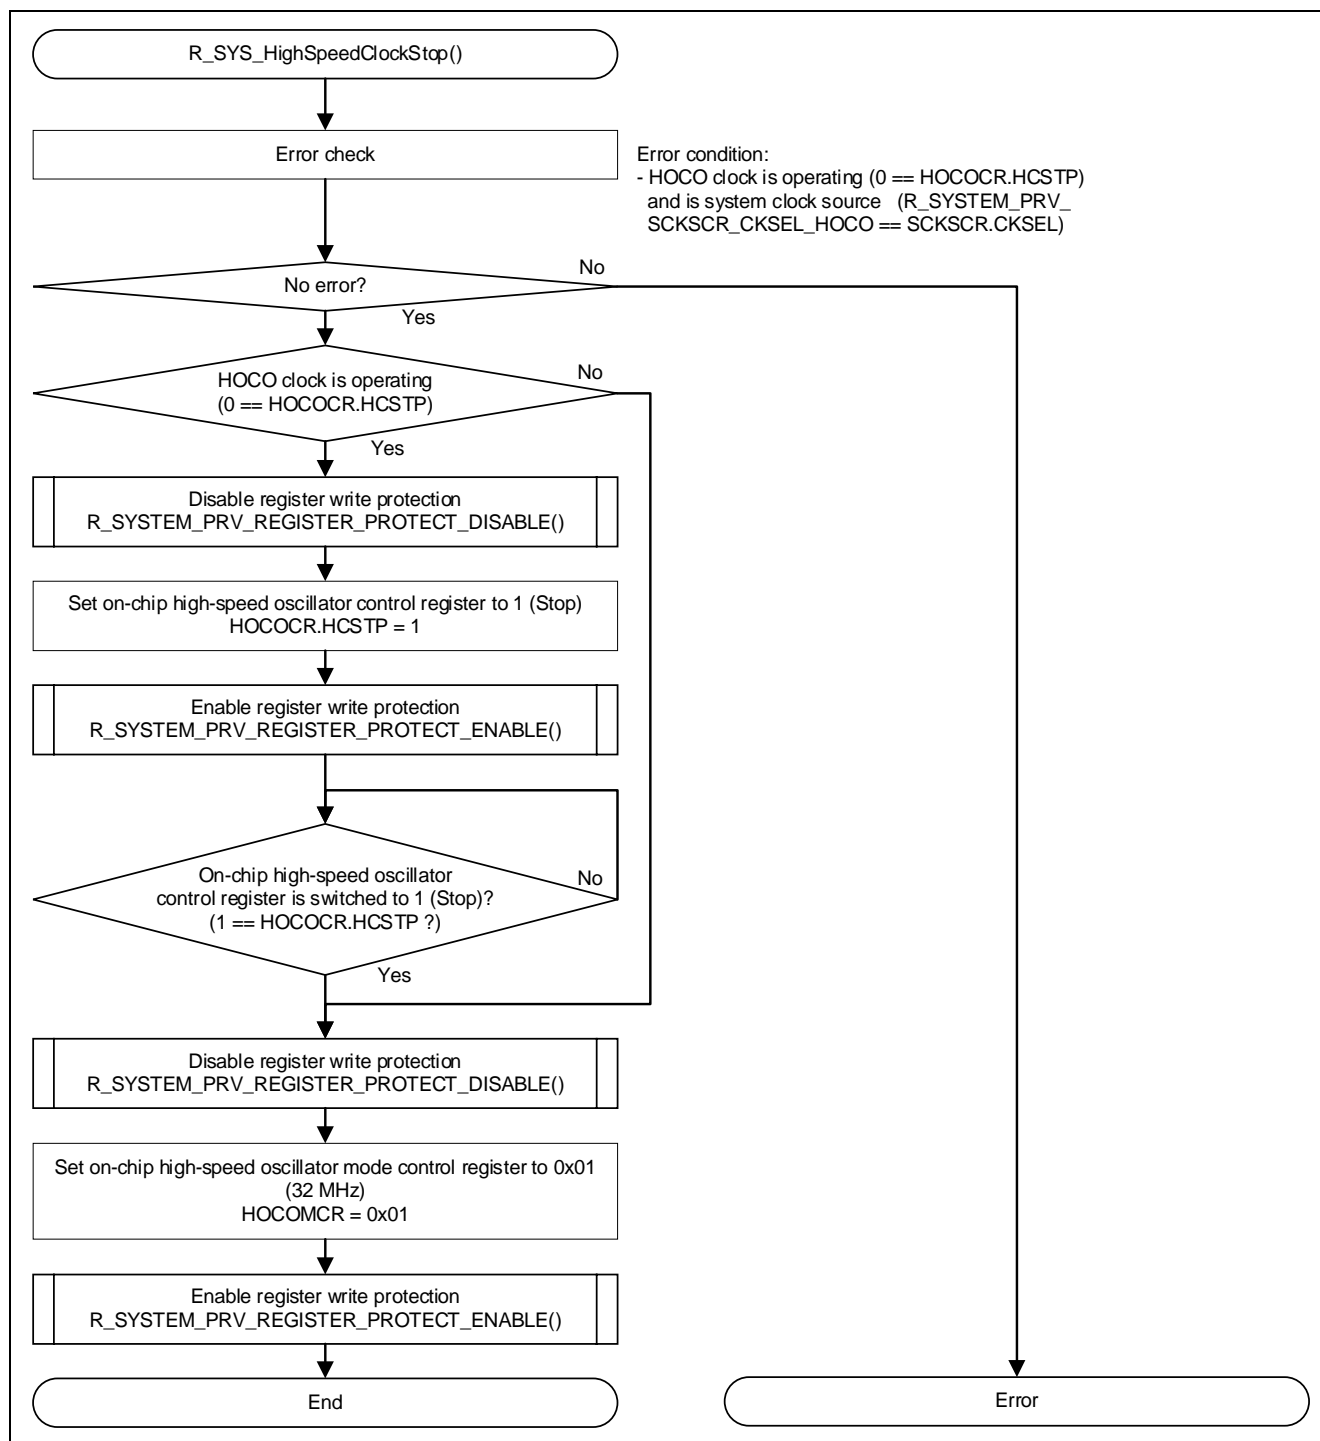 R_SYS_HighSpeedClockStop()
Error check
Error condition:
- HOCO clock is operating (0 == HOCOCR.HCSTP)
and is system clock source (R_SYSTEM_PRV_
SCKSCR_CKSEL_HOCO == SCKSCR.CKSEL)
No error?
No
Yes
HOCO clock is operating
(0 == HOCOCR.HCSTP)
No
Yes
Disable register write protection
R_SYSTEM_PRV_REGISTER_PROTECT_DISABLE()
Set on-chip high-speed oscillator control register to 1 (Stop)
HOCOCR.HCSTP = 1
Enable register write protection
R_SYSTEM_PRV_REGISTER_PROTECT_ENABLE()
On-chip high-speed oscillator
control register is switched to 1 (Stop)?
(1 == HOCOCR.HCSTP ?)
No
Yes
Disable register write protection
R_SYSTEM_PRV_REGISTER_PROTECT_DISABLE()
Set on-chip high-speed oscillator mode control register to 0x01
(32 MHz)
HOCOMCR = 0x01
Enable register write protection
R_SYSTEM_PRV_REGISTER_PROTECT_ENABLE()
End
Error